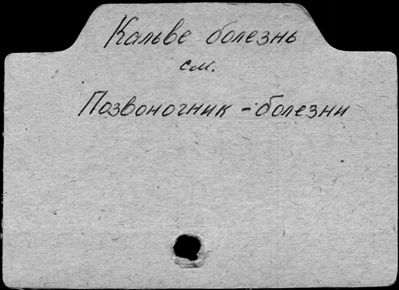 Кальве болезнь
см.
Позвоночник - болезни